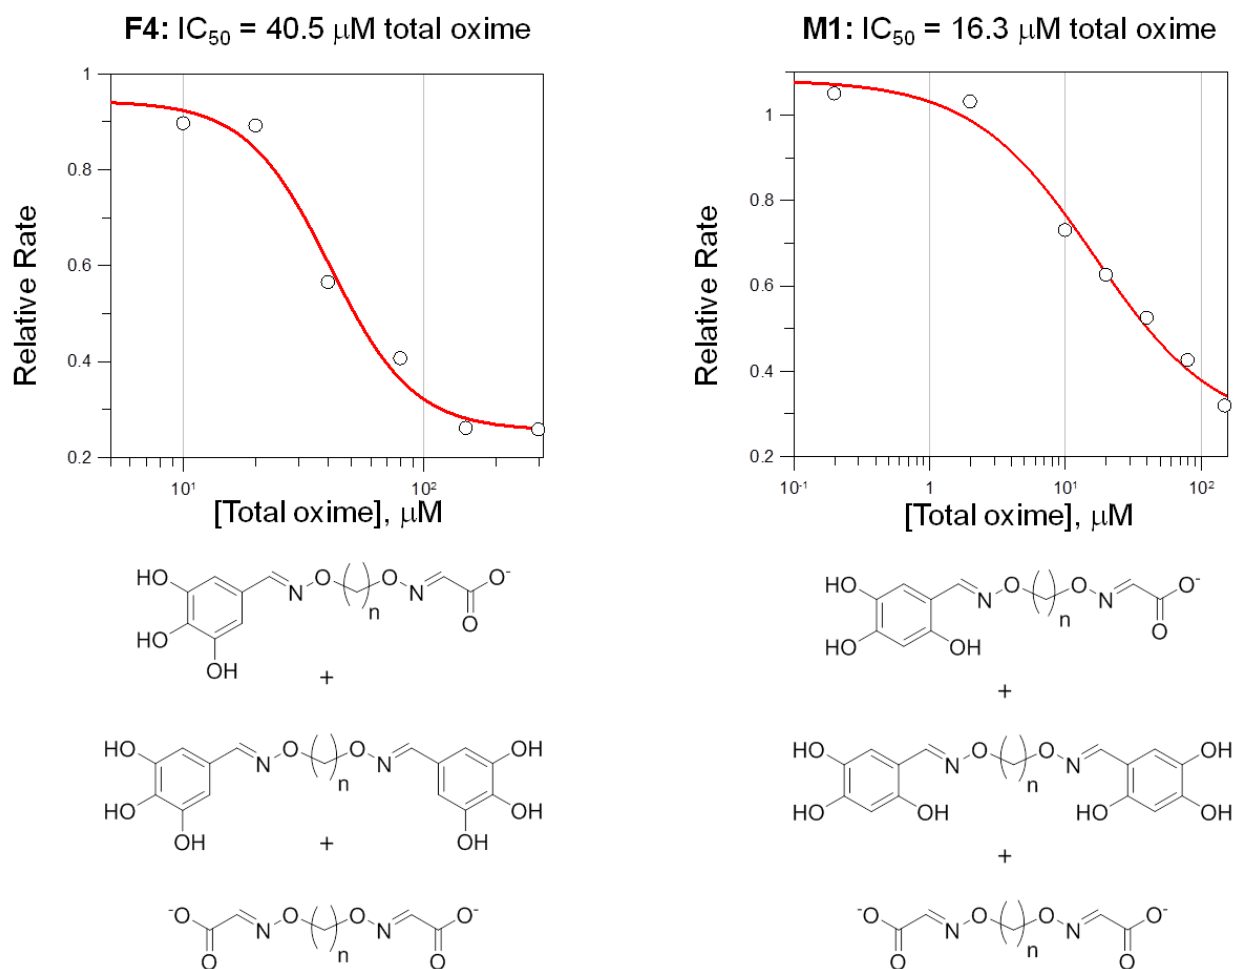 F4: IC50 = 40.5 μM total oxime
1
0.8
0.6
0.4
0.2
Relative Rate
10¹
10²
[Total oxime], μM
HO
HO
OH
N
O
n
O
N
O⁻
O
+
HO
HO
OH
N
O
n
O
N
OH
OH
OH
+
⁻O
O
N
O
n
O
N
O⁻
O
M1: IC50 = 16.3 μM total oxime
1
0.8
0.6
0.4
0.2
Relative Rate
10⁻¹
1
10¹
10²
[Total oxime], μM
HO
HO
OH
N
O
n
O
N
O⁻
O
+
HO
HO
OH
N
O
n
O
N
OH
OH
HO
+
⁻O
O
N
O
n
O
N
O⁻
O